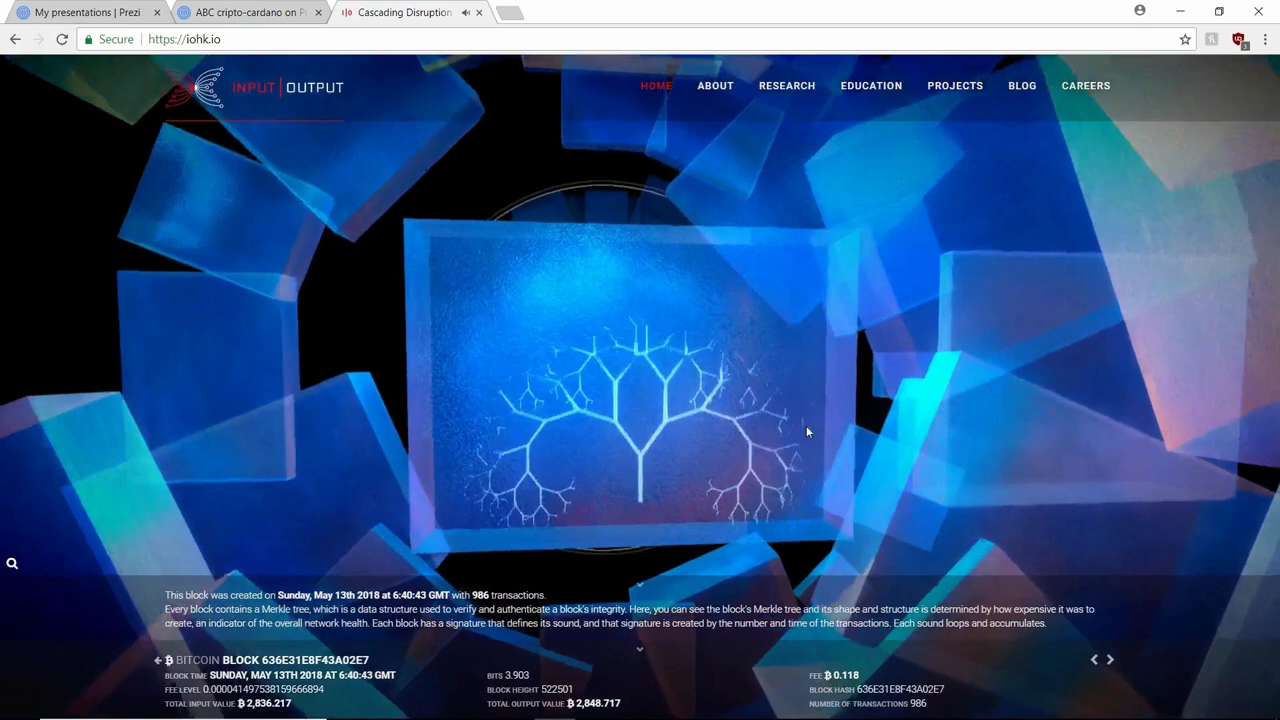 My presentations | Prezi
ABC cripto-cardano on P
Cascading Disruption
Secure
https://iohk.io
3
INPUT | OUTPUT
HOME
ABOUT
RESEARCH
EDUCATION
PROJECTS
BLOG
CAREERS
This block was created on Sunday, May 13th 2018 at 6:40:43 GMT with 986 transactions.
Every block contains a Merkle tree, which is a data structure used to verify and authenticate a block's integrity. Here, you can see the block's Merkle tree and its shape and structure is determined by how expensive it was to
create, an indicator of the overall network health. Each block has a signature that defines its sound, and that signature is created by the number and time of the transactions. Each sound loops and accumulates.
BITCOIN BLOCK 636E31E8F43A02E7
BLOCK TIME SUNDAY, MAY 13TH 2018 AT 6:40:43 GMT
BITS 3.903
FEE ₿ 0.118
FEE LEVEL 0.000041497538159666894
BLOCK HEIGHT 522501
BLOCK HASH 636E31E8F43A02E7
TOTAL INPUT VALUE ₿ 2,836.217
TOTAL OUTPUT VALUE ₿ 2,848.717
NUMBER OF TRANSACTIONS 986